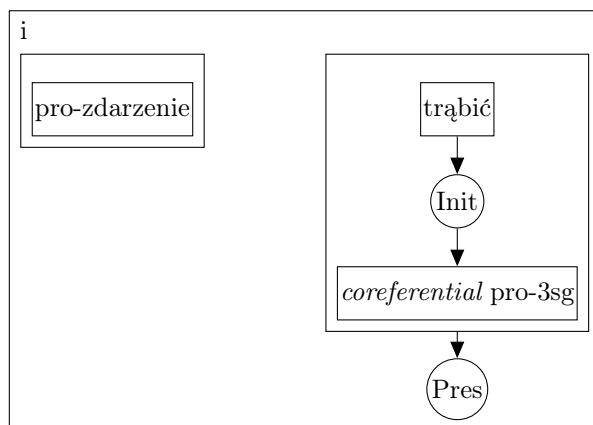 i
pro-zdarzenie
trąbić
Init
coreferential pro-3sg
Pres